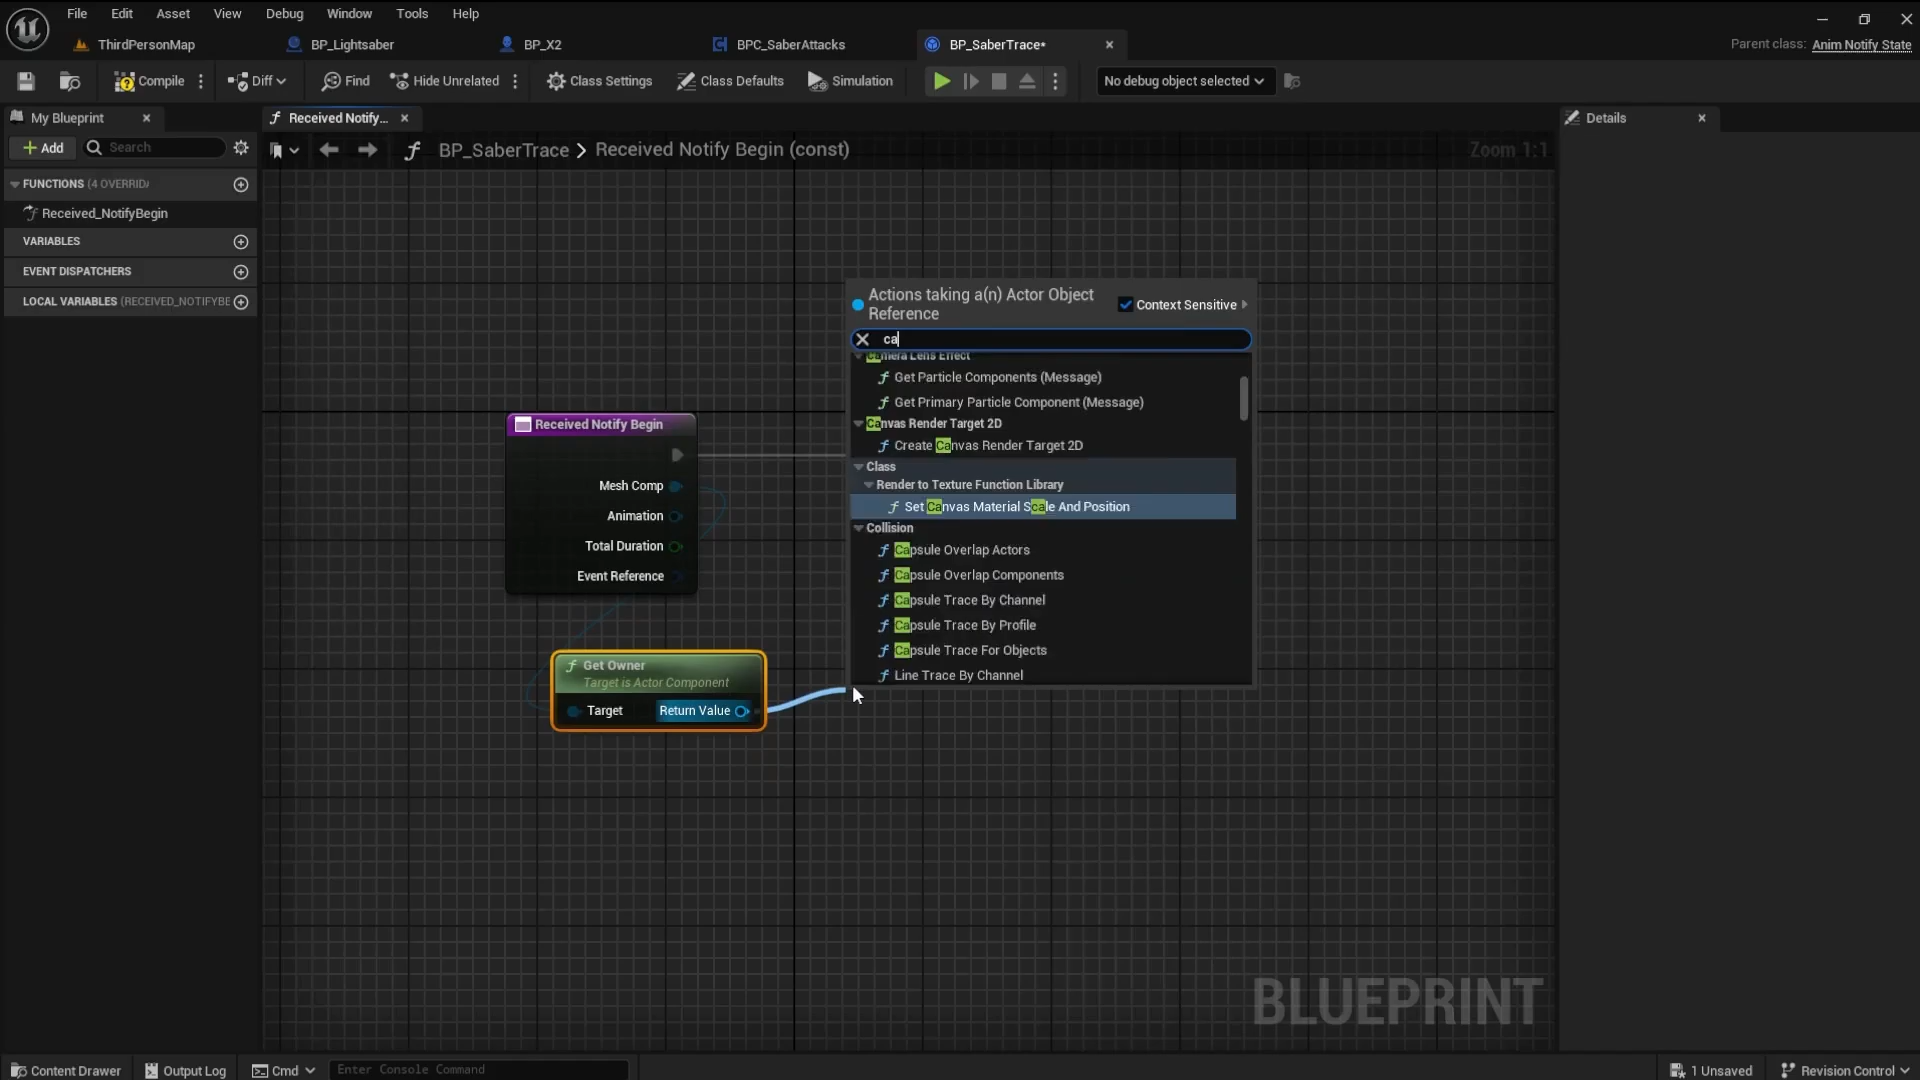 File Edit Asset View Debug Window Tools Help
ThirdPersonMap BP_Lightsaber BP_X2 BPC_SaberAttacks BP_SaberTrace*
Parent class: Anim Notify State
Compile Diff Find Hide Unrelated Class Settings Class Defaults Simulation No debug object selected
My Blueprint
Add Search
FUNCTIONS (4 OVERRID
Received_NotifyBegin
VARIABLES
EVENT DISPATCHERS
LOCAL VARIABLES (RECEIVED_NOTIFYBE
Received Notify...
BP_SaberTrace > Received Notify Begin (const)
Zoom 1:1
Details
Received Notify Begin
Mesh Comp
Animation
Total Duration
Event Reference
Get Owner
Target is Actor Component
Target Return Value
Actions taking a(n) Actor Object
Reference
Context Sensitive
ca
Camera Lens Effect
Get Particle Components (Message)
Get Primary Particle Component (Message)
Canvas Render Target 2D
Create Canvas Render Target 2D
Class
Render to Texture Function Library
Set Canvas Material Scale And Position
Collision
Capsule Overlap Actors
Capsule Overlap Components
Capsule Trace By Channel
Capsule Trace By Profile
Capsule Trace For Objects
Line Trace By Channel
BLUEPRINT
Content Drawer Output Log Cmd Enter Console Command 1 Unsaved Revision Control